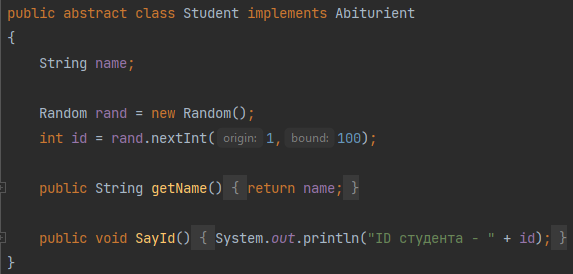 public abstract class Student implements Abiturient
{
String name;
Random rand = new Random();
int id = rand.nextInt( origin: 1, bound: 100);
public String getName() { return name; }
public void SayId() { System.out.println("ID студента - " + id); }
}